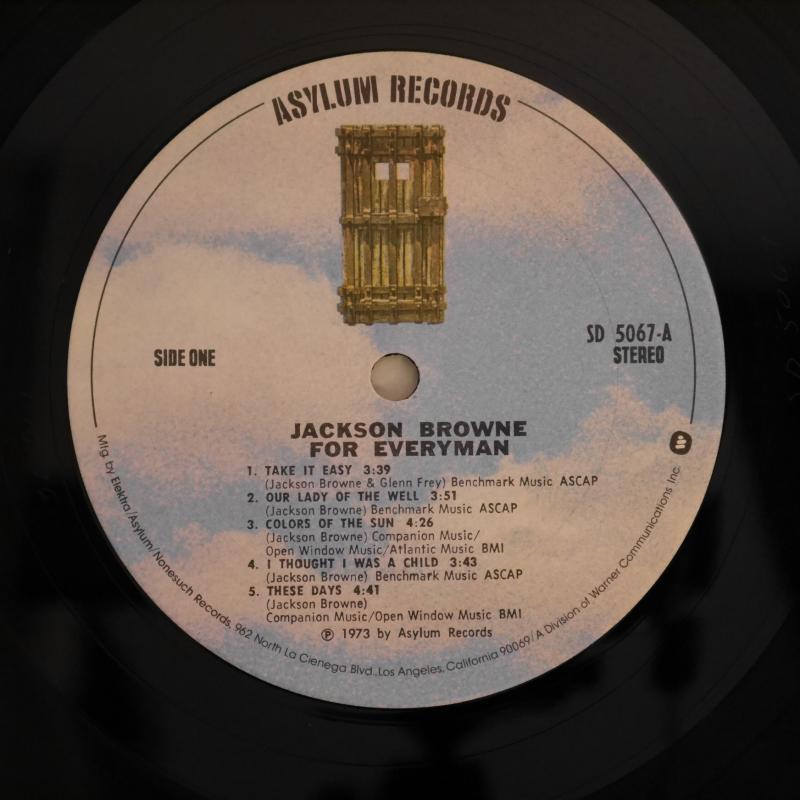 ASYLUM RECORDS
SIDE ONE
SD 5067-A
STEREO
JACKSON BROWNE
FOR EVERYMAN
1. TAKE IT EASY 3:39
(Jackson Browne & Glenn Frey) Benchmark Music ASCAP
2. OUR LADY OF THE WELL 3:51
(Jackson Browne) Benchmark Music ASCAP
3. COLORS OF THE SUN 4:26
(Jackson Browne) Companion Music/
Open Window Music/Atlantic Music BMI
4. I THOUGHT I WAS A CHILD 3:43
(Jackson Browne) Benchmark Music ASCAP
5. THESE DAYS 4:41
(Jackson Browne)
Companion Music/Open Window Music BMI
℗ 1973 by Asylum Records
Mfg. by Elektra/Asylum/Nonesuch Records, 962 North La Cienega Blvd., Los Angeles, California 90069/A Division of Warner Communications Inc.